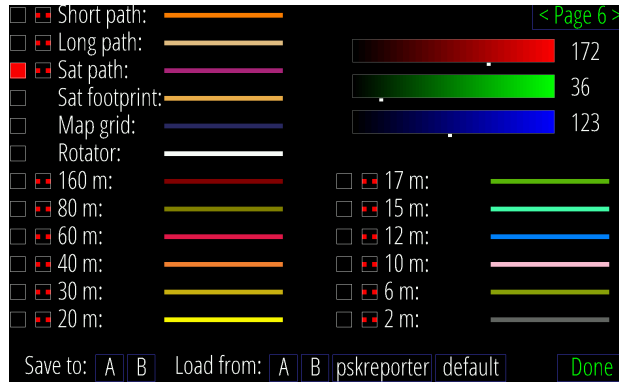 Short path:
< Page 6 >
Long path:
172
Sat path:
36
Sat footprint:
Map grid:
123
Rotator:
160 m:
17 m:
80 m:
15 m:
60 m:
12 m:
40 m:
10 m:
30 m:
6 m:
20 m:
2 m:
Save to: A B Load from: A B pskreporter default Done